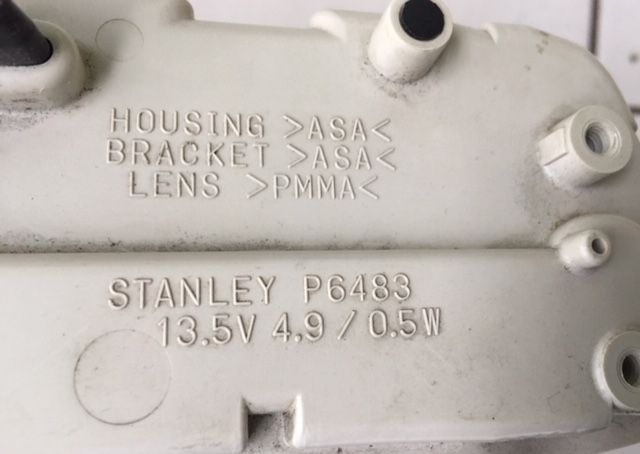 HOUSING >ASA<
BRACKET >ASA<
LENS >PMMA<
STANLEY P6483
13.5V 4.9 / 0.5W